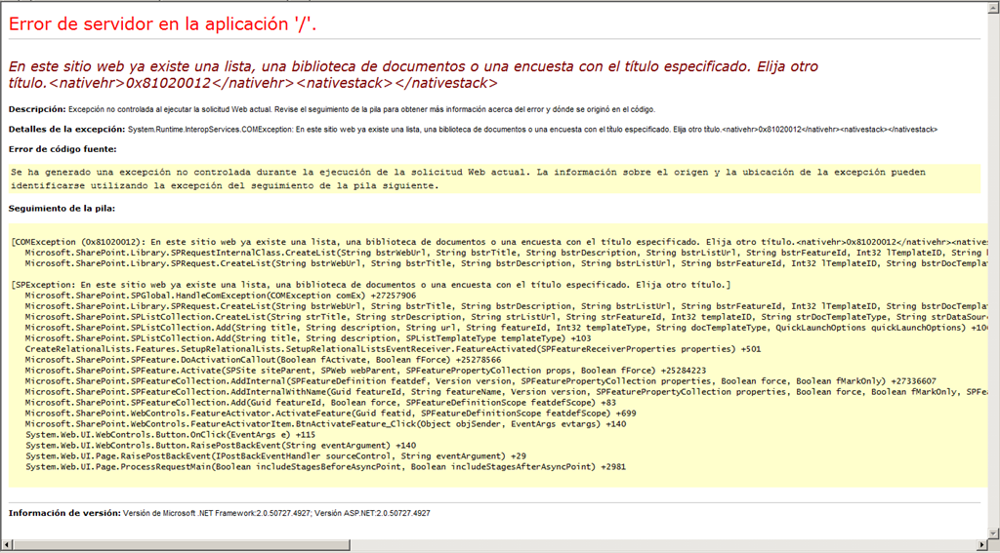 Error de servidor en la aplicación '/'.
En este sitio web ya existe una lista, una biblioteca de documentos o una encuesta con el título especificado. Elija otro
título.<nativehr>0x81020012</nativehr><nativestack></nativestack>
Descripción: Excepción no controlada al ejecutar la solicitud Web actual. Revise el seguimiento de la pila para obtener más información acerca del error y dónde se originó en el código.
Detalles de la excepción: System.Runtime.InteropServices.COMException: En este sitio web ya existe una lista, una biblioteca de documentos o una encuesta con el título especificado. Elija otro título.<nativehr>0x81020012</nativehr><nativestack></nativestack>
Error de código fuente:
Se ha generado una excepción no controlada durante la ejecución de la solicitud Web actual. La información sobre el origen y la ubicación de la excepción pueden
identificarse utilizando la excepción del seguimiento de la pila siguiente.
Seguimiento de la pila:
[COMException (0x81020012): En este sitio web ya existe una lista, una biblioteca de documentos o una encuesta con el título especificado. Elija otro título.<nativehr>0x81020012</nativehr><native
Microsoft.SharePoint.Library.SPRequestInternalClass.CreateList(String bstrWebUrl, String bstrTitle, String bstrDescription, String bstrListUrl, String bstrFeatureId, Int32 lTemplateID, String
Microsoft.SharePoint.Library.SPRequest.CreateList(String bstrWebUrl, String bstrTitle, String bstrDescription, String bstrListUrl, String bstrFeatureId, Int32 lTemplateID, String bstrDocTempla
[SPException: En este sitio web ya existe una lista, una biblioteca de documentos o una encuesta con el título especificado. Elija otro título.]
Microsoft.SharePoint.SPGlobal.HandleComException(COMException comEx) +27257906
Microsoft.SharePoint.Library.SPRequest.CreateList(String bstrWebUrl, String bstrTitle, String bstrDescription, String bstrListUrl, String bstrFeatureId, Int32 lTemplateID, String bstrDocTempla
Microsoft.SharePoint.SPListCollection.CreateList(String strTitle, String strDescription, String strListUrl, String strFeatureId, Int32 templateID, String strDocTemplateType, String strDataSour
Microsoft.SharePoint.SPListCollection.Add(String title, String description, String url, String featureId, Int32 templateType, String docTemplateType, QuickLaunchOptions quickLaunchOptions) +10
Microsoft.SharePoint.SPListCollection.Add(String title, String description, SPListTemplateType templateType) +103
CreateRelationalLists.Features.SetupRelationalLists.SetupRelationalListsEventReceiver.FeatureActivated(SPFeatureReceiverProperties properties) +501
Microsoft.SharePoint.SPFeature.DoActivationCallout(Boolean fActivate, Boolean fForce) +25278566
Microsoft.SharePoint.SPFeature.Activate(SPSite siteParent, SPWeb webParent, SPFeaturePropertyCollection props, Boolean fForce) +25284223
Microsoft.SharePoint.SPFeatureCollection.AddInternal(SPFeatureDefinition featdef, Version version, SPFeaturePropertyCollection properties, Boolean force, Boolean fMarkOnly) +27336607
Microsoft.SharePoint.SPFeatureCollection.AddInternalWithName(Guid featureId, String featureName, Version version, SPFeaturePropertyCollection properties, Boolean force, Boolean fMarkOnly, SPFe
Microsoft.SharePoint.SPFeatureCollection.Add(Guid featureId, Boolean force, SPFeatureDefinitionScope featdefScope) +83
Microsoft.SharePoint.WebControls.FeatureActivator.ActivateFeature(Guid featid, SPFeatureDefinitionScope featdefScope) +699
Microsoft.SharePoint.WebControls.FeatureActivatorItem.BtnActivateFeature_Click(Object objSender, EventArgs evtargs) +140
System.Web.UI.WebControls.Button.OnClick(EventArgs e) +115
System.Web.UI.WebControls.Button.RaisePostBackEvent(String eventArgument) +140
System.Web.UI.Page.RaisePostBackEvent(IPostBackEventHandler sourceControl, String eventArgument) +29
System.Web.UI.Page.ProcessRequestMain(Boolean includeStagesBeforeAsyncPoint, Boolean includeStagesAfterAsyncPoint) +2981
Información de versión: Versión de Microsoft .NET Framework:2.0.50727.4927; Versión ASP.NET:2.0.50727.4927